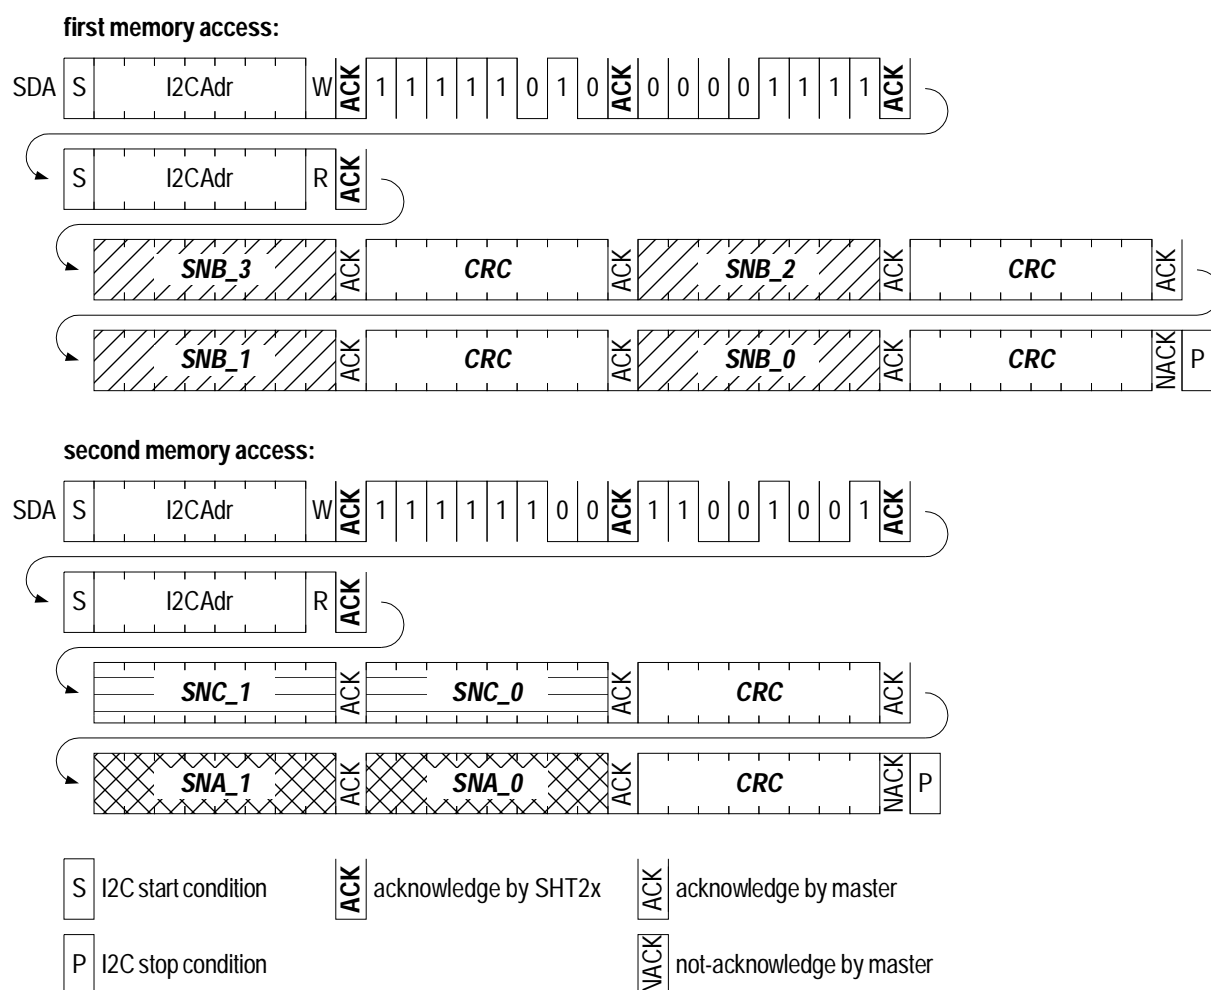 first memory access:
SDA S I2CAdr W ACK 1 1 1 1 1 0 1 0 ACK 0 0 0 0 1 1 1 1 ACK
S I2CAdr R ACK
SNB_3 ACK CRC ACK SNB_2 ACK CRC ACK
SNB_1 ACK CRC ACK SNB_0 ACK CRC NACK P
second memory access:
SDA S I2CAdr W ACK 1 1 1 1 1 1 0 0 ACK 1 1 0 0 1 0 0 1 ACK
S I2CAdr R ACK
SNC_1 ACK SNC_0 ACK CRC ACK
SNA_1 ACK SNA_0 ACK CRC NACK P
S I2C start condition ACK acknowledge by SHT2x ACK acknowledge by master
P I2C stop condition NACK not-acknowledge by master